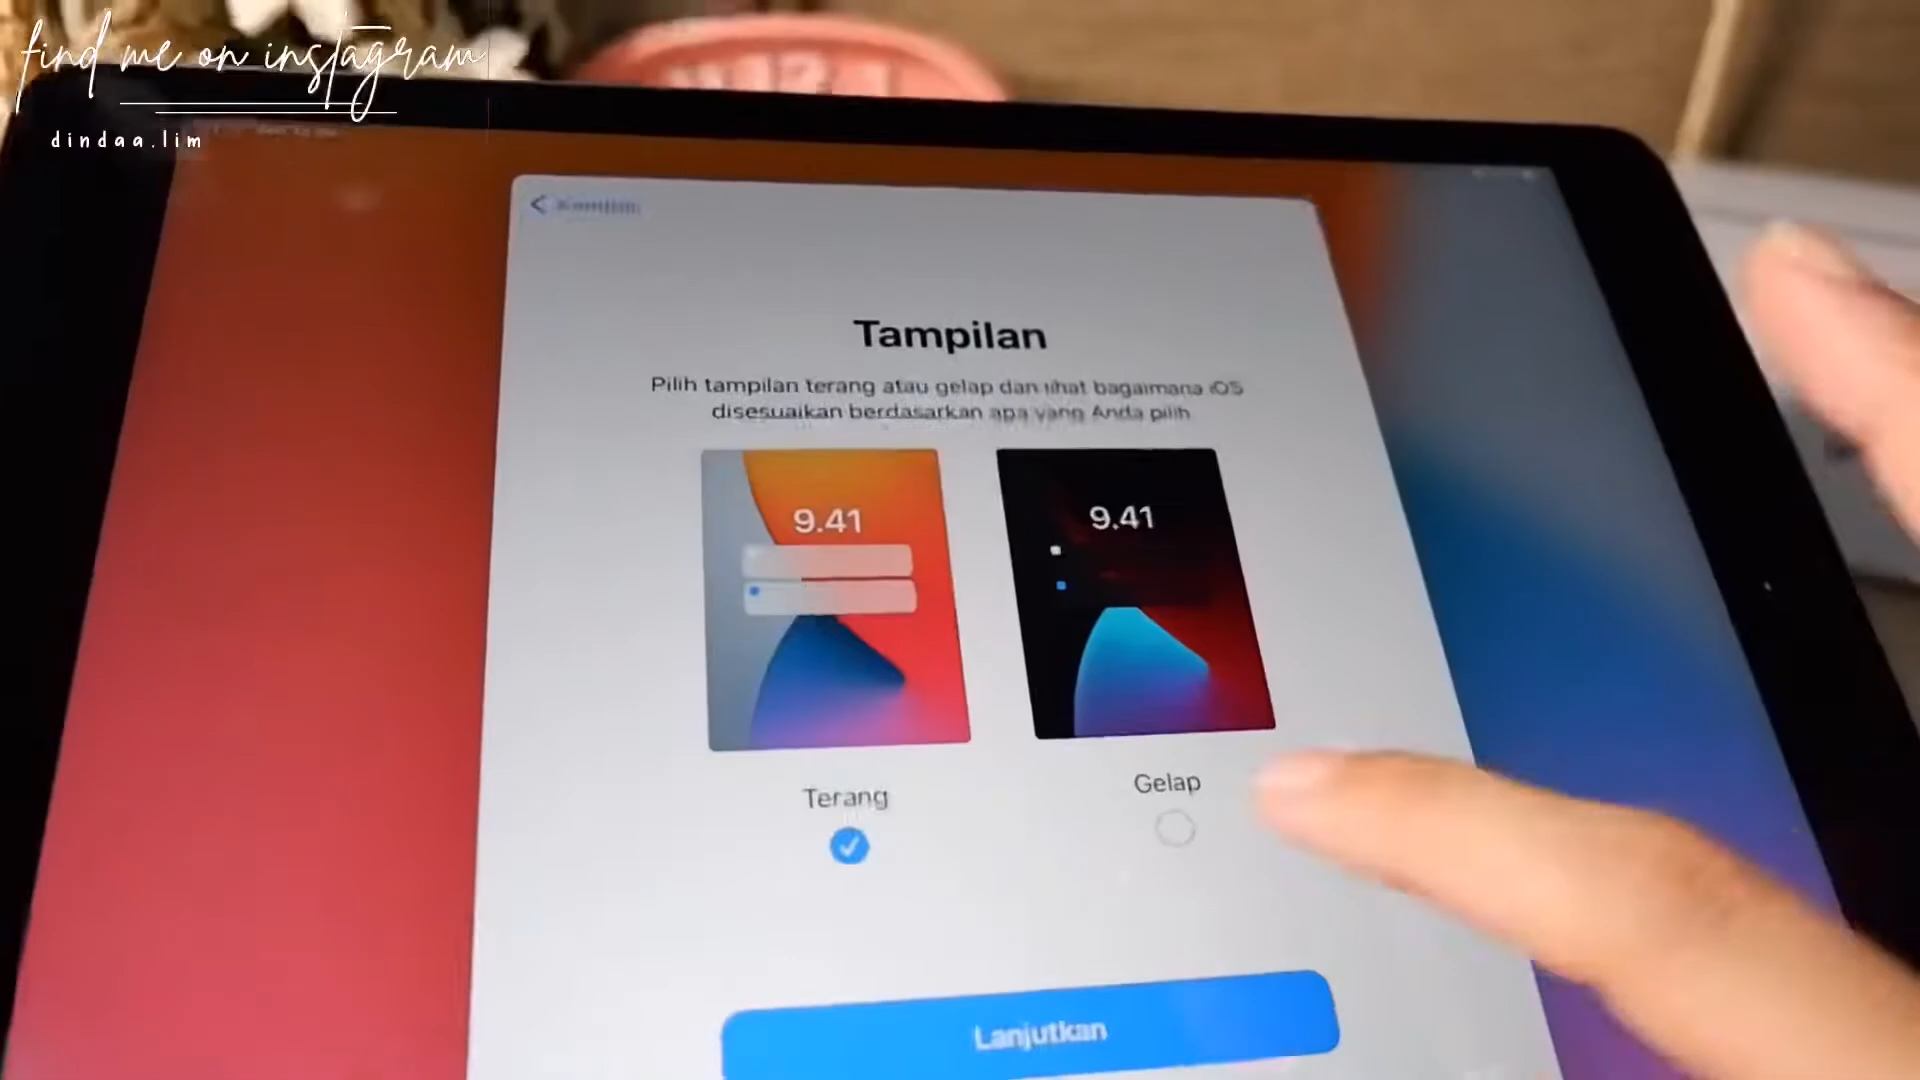 find me on instagram
dindaa.lim
Tampilan
Pilih tampilan terang atau gelap dan lihat bagaimana iOS
disesuaikan berdasarkan apa yang Anda pilih
9.41
9.41
Terang
Gelap
Lanjutkan